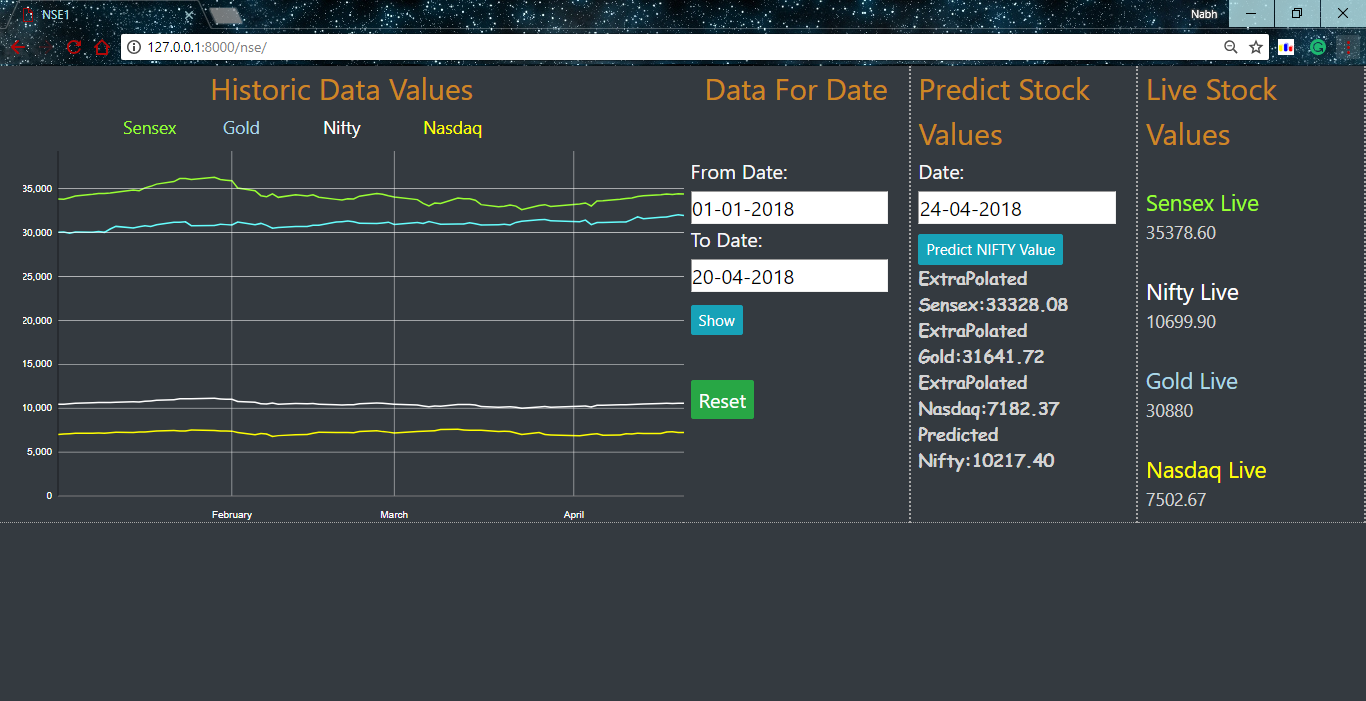 NSE1
Nabh
127.0.0.1:8000/nse/
Historic Data Values
Sensex Gold Nifty Nasdaq
35,000
30,000
25,000
20,000
15,000
10,000
5,000
0
February March April
Data For Date
From Date:
01-01-2018
To Date:
20-04-2018
Show
Reset
Predict Stock
Values
Date:
24-04-2018
Predict NIFTY Value
ExtraPolated
Sensex:33328.08
ExtraPolated
Gold:31641.72
ExtraPolated
Nasdaq:7182.37
Predicted
Nifty:10217.40
Live Stock
Values
Sensex Live
35378.60
Nifty Live
10699.90
Gold Live
30880
Nasdaq Live
7502.67